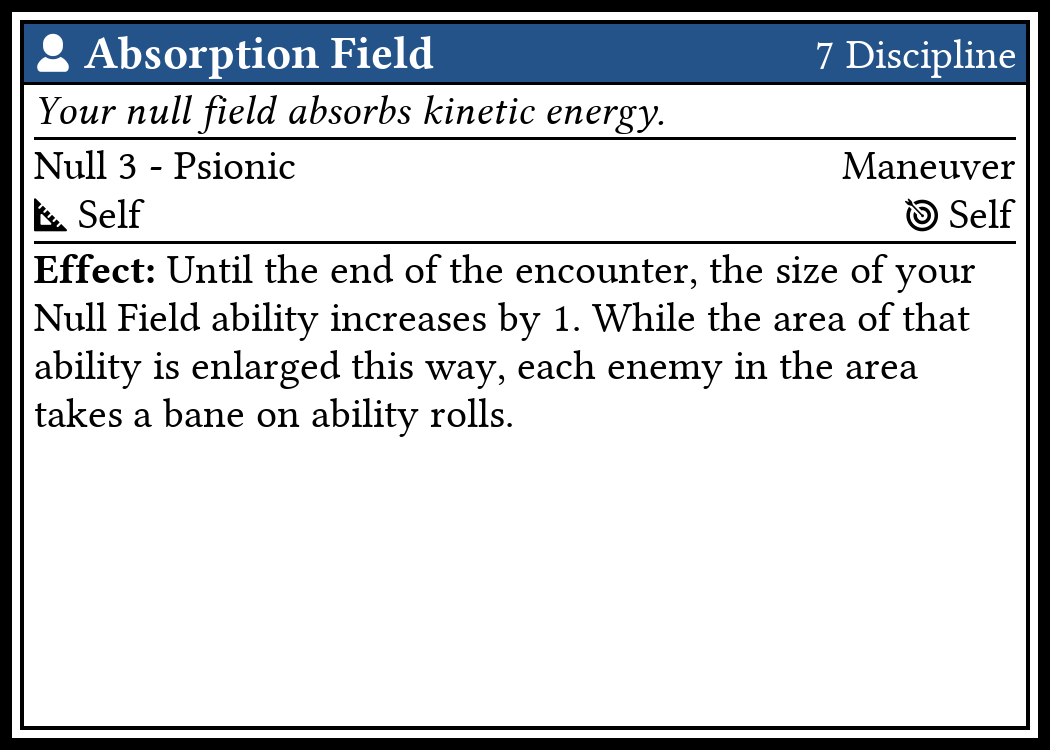 Absorption Field 7 Discipline
Your null field absorbs kinetic energy.
Null 3 - Psionic Maneuver
Self Self
Effect: Until the end of the encounter, the size of your
Null Field ability increases by 1. While the area of that
ability is enlarged this way, each enemy in the area
takes a bane on ability rolls.